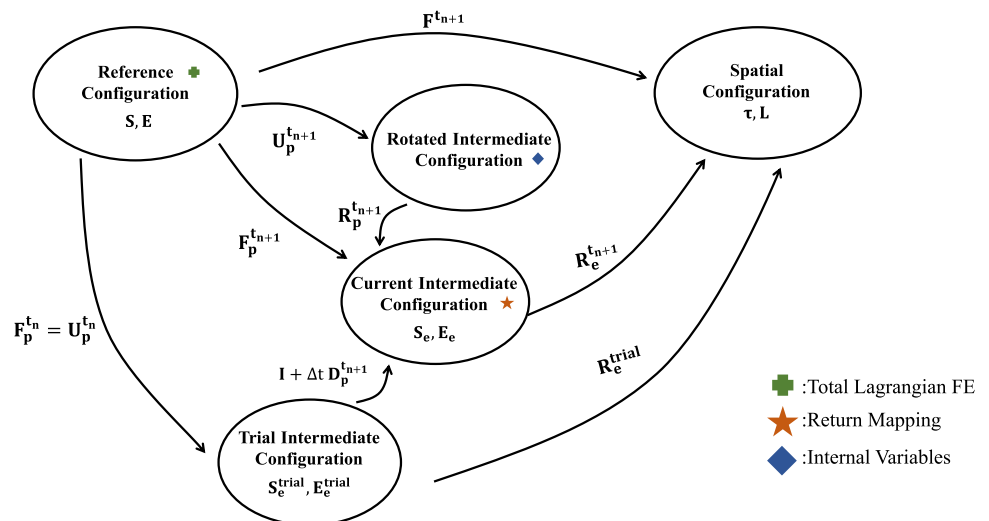 F^{t_{n+1}}
Reference
Configuration
S, E
Spatial
Configuration
τ, L
U_p^{t_{n+1}}
Rotated Intermediate
Configuration
R_p^{t_{n+1}}
F_p^{t_{n+1}}
R_e^{t_{n+1}}
Current Intermediate
Configuration
S_e, E_e
F_p^{t_n} = U_p^{t_n}
I + Δt D_p^{t_{n+1}}
R_e^{trial}
:Total Lagrangian FE
:Return Mapping
:Internal Variables
Trial Intermediate
Configuration
S_e^{trial}, E_e^{trial}